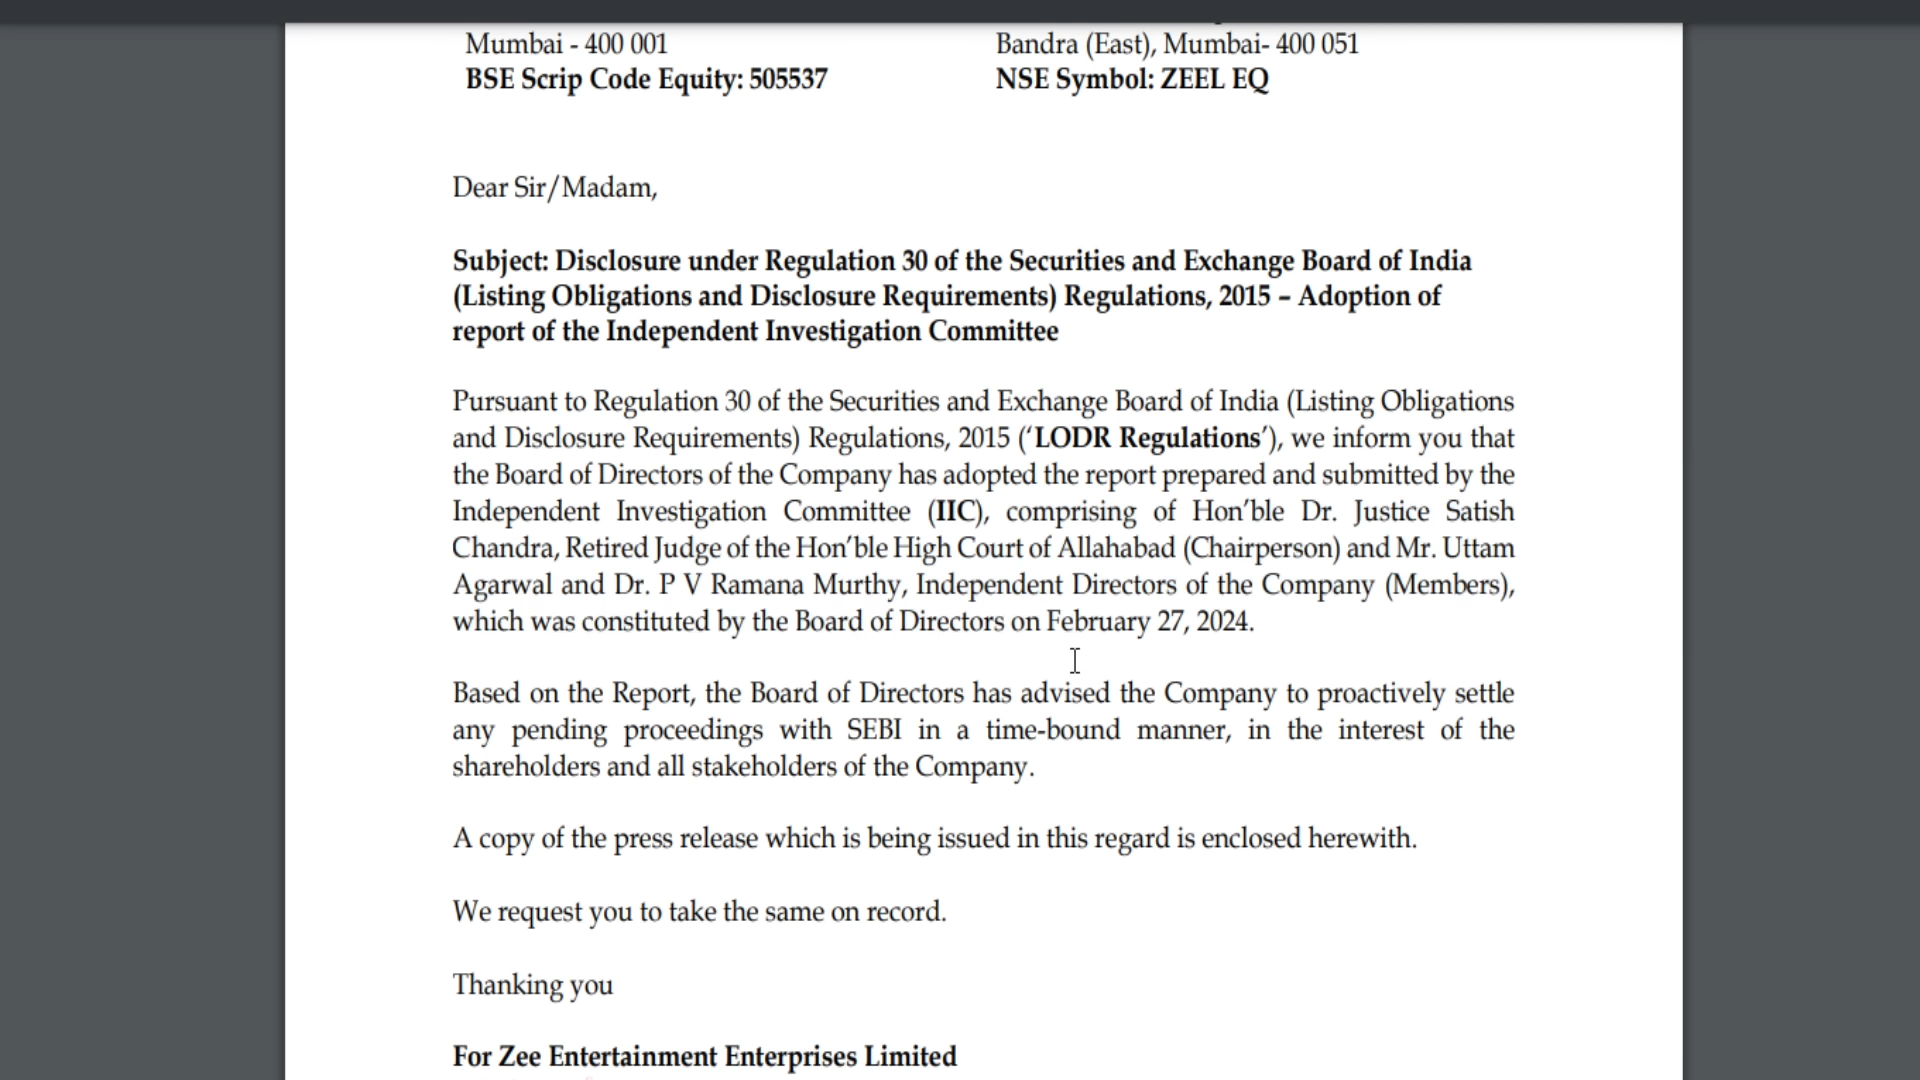 Mumbai - 400 001
Bandra (East), Mumbai- 400 051
BSE Scrip Code Equity: 505537
NSE Symbol: ZEEL EQ
Dear Sir/Madam,
Subject: Disclosure under Regulation 30 of the Securities and Exchange Board of India
(Listing Obligations and Disclosure Requirements) Regulations, 2015 – Adoption of
report of the Independent Investigation Committee
Pursuant to Regulation 30 of the Securities and Exchange Board of India (Listing Obligations
and Disclosure Requirements) Regulations, 2015 (‘LODR Regulations’), we inform you that
the Board of Directors of the Company has adopted the report prepared and submitted by the
Independent Investigation Committee (IIC), comprising of Hon’ble Dr. Justice Satish
Chandra, Retired Judge of the Hon’ble High Court of Allahabad (Chairperson) and Mr. Uttam
Agarwal and Dr. P V Ramana Murthy, Independent Directors of the Company (Members),
which was constituted by the Board of Directors on February 27, 2024.
Based on the Report, the Board of Directors has advised the Company to proactively settle
any pending proceedings with SEBI in a time-bound manner, in the interest of the
shareholders and all stakeholders of the Company.
A copy of the press release which is being issued in this regard is enclosed herewith.
We request you to take the same on record.
Thanking you
For Zee Entertainment Enterprises Limited